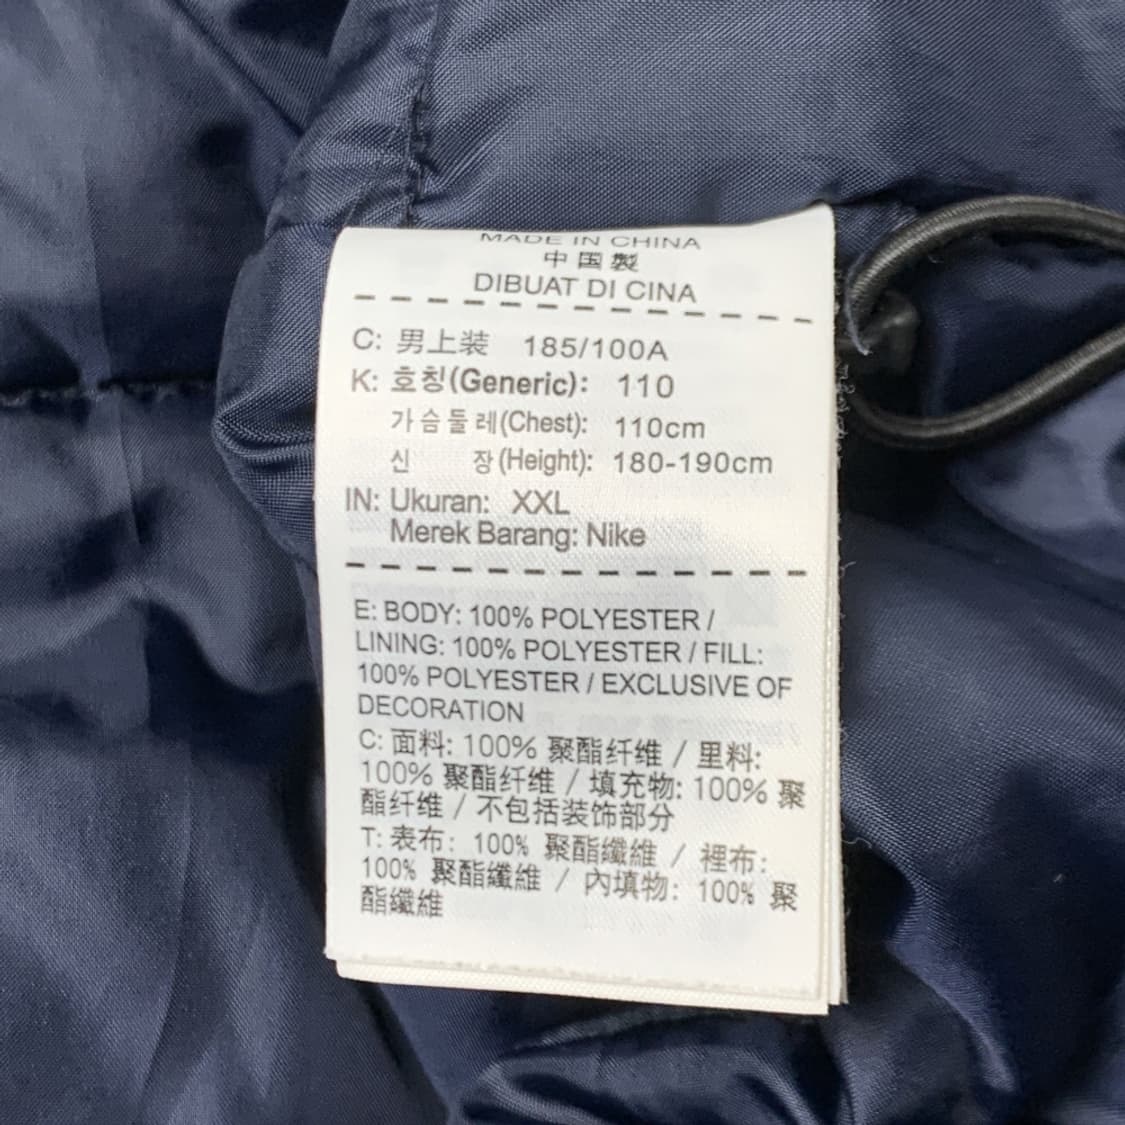 MADE IN CHINA
中国製
DIBUAT DI CINA
C: 男上装 185/100A
K: 호칭(Generic): 110
가슴둘레(Chest): 110cm
신 장(Height): 180-190cm
IN: Ukuran: XXL
Merek Barang: Nike
E: BODY: 100% POLYESTER /
LINING: 100% POLYESTER / FILL:
100% POLYESTER / EXCLUSIVE OF
DECORATION
C: 面料: 100% 聚酯纤维 / 里料:
100% 聚酯纤维 / 填充物: 100% 聚
酯纤维 / 不包括装饰部分
T: 表布: 100% 聚酯纖維 / 裡布:
100% 聚酯纖維 / 內填物: 100% 聚
酯纖維